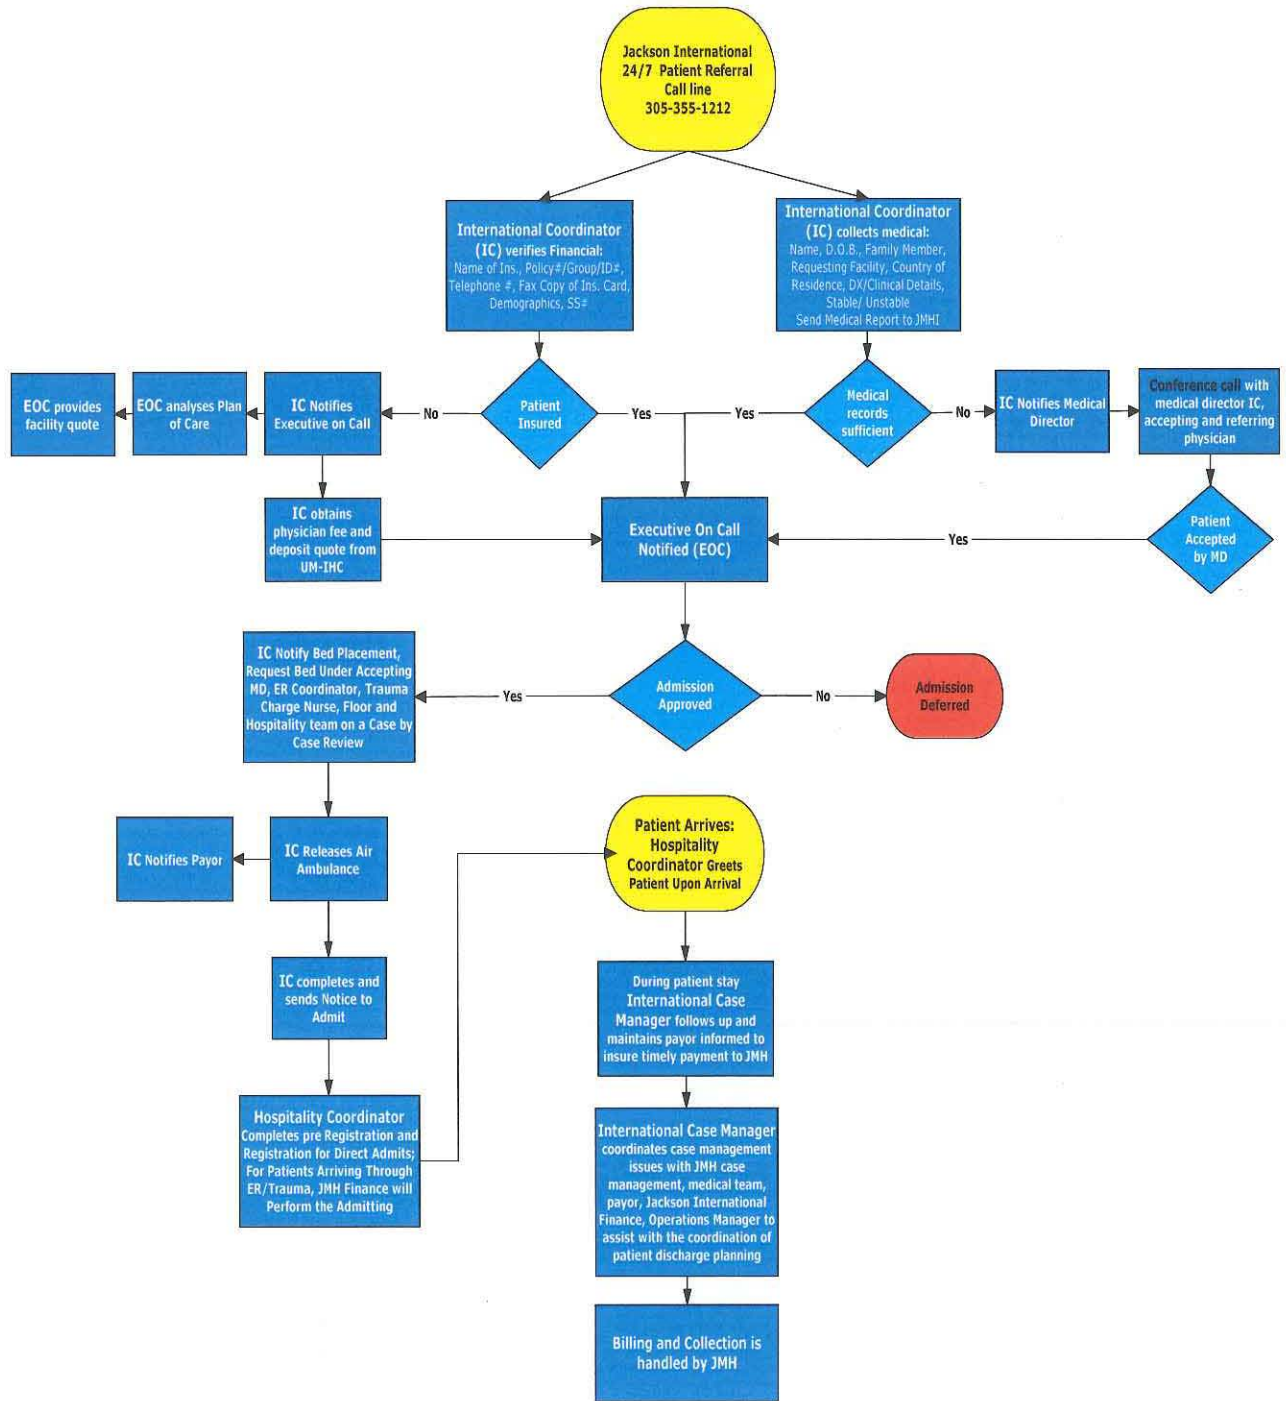 Jackson International
24/7 Patient Referral
Call line
305-355-1212
International Coordinator
(IC) verifies Financial:
Name of Ins., Policy#/Group/ID#,
Telephone #, Fax Copy of Ins. Card,
Demographics, SS#
International Coordinator
(IC) collects medical:
Name, D.O.B., Family Member,
Requesting Facility, Country of
Residence, DX/Clinical Details,
Stable/ Unstable
Send Medical Report to JMHI
EOC provides
facility quote
EOC analyses Plan
of Care
IC Notifies
Executive on Call
No
Patient
Insured
Yes
Yes
Medical
records
sufficient
No
IC Notifies Medical
Director
Conference call with
medical director IC,
accepting and referring
physician
IC obtains
physician fee and
deposit quote from
UM-IHC
Executive On Call
Notified (EOC)
Yes
Patient
Accepted
by MD
IC Notify Bed Placement,
Request Bed Under Accepting
MD, ER Coordinator, Trauma
Charge Nurse, Floor and
Hospitality team on a Case by
Case Review
Yes
Admission
Approved
No
Admission
Deferred
IC Notifies Payor
IC Releases Air
Ambulance
Patient Arrives:
Hospitality
Coordinator Greets
Patient Upon Arrival
IC completes and
sends Notice to
Admit
During patient stay
International Case
Manager follows up and
maintains payor informed to
insure timely payment to JMH
Hospitality Coordinator
Completes pre Registration and
Registration for Direct Admits;
For Patients Arriving Through
ER/Trauma, JMH Finance will
Perform the Admitting
International Case Manager
coordinates case management
issues with JMH case
management, medical team,
payor, Jackson International
Finance, Operations Manager to
assist with the coordination of
patient discharge planning
Billing and Collection is
handled by JMH